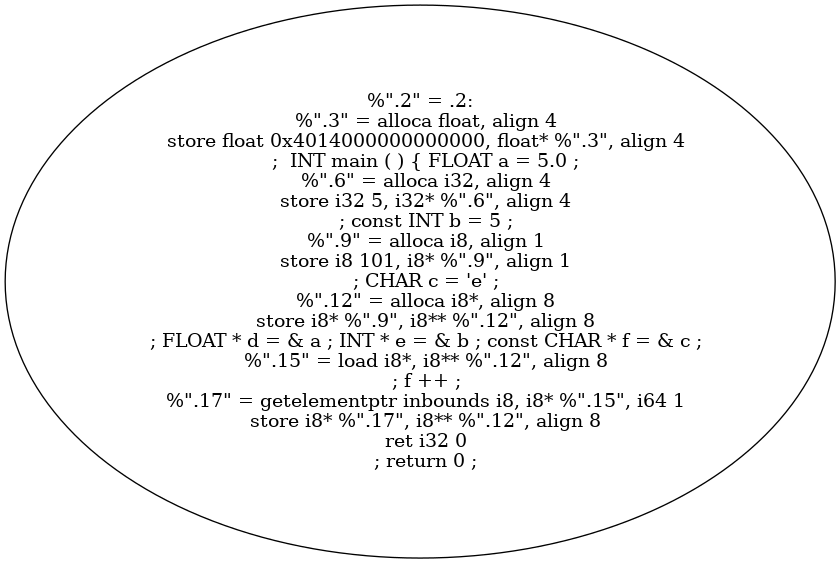 %".2" = .2:
%".3" = alloca float, align 4
store float 0x4014000000000000, float* %".3", align 4
; INT main ( ) { FLOAT a = 5.0 ;
%".6" = alloca i32, align 4
store i32 5, i32* %".6", align 4
; const INT b = 5 ;
%".9" = alloca i8, align 1
store i8 101, i8* %".9", align 1
; CHAR c = 'e' ;
%".12" = alloca i8*, align 8
store i8* %".9", i8** %".12", align 8
; FLOAT * d = & a ; INT * e = & b ; const CHAR * f = & c ;
%".15" = load i8*, i8** %".12", align 8
; f ++ ;
%".17" = getelementptr inbounds i8, i8* %".15", i64 1
store i8* %".17", i8** %".12", align 8
ret i32 0
; return 0 ;